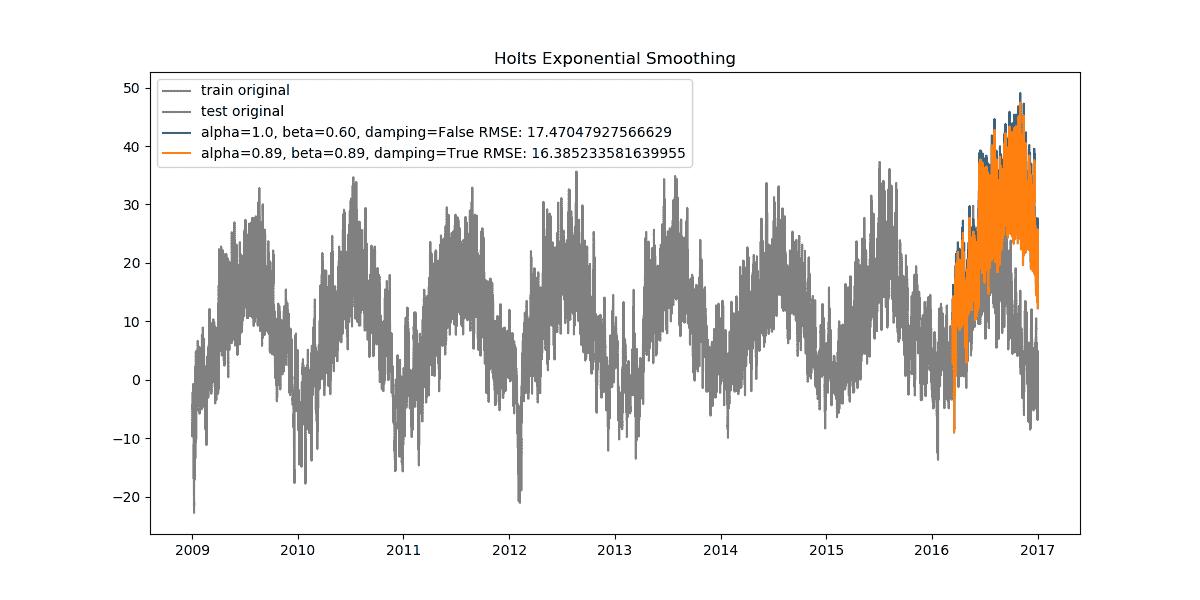 Holts Exponential Smoothing
train original
test original
alpha=1.0, beta=0.60, damping=False RMSE: 17.47047927566629
alpha=0.89, beta=0.89, damping=True RMSE: 16.385233581639955
50
40
30
20
10
0
−10
−20
2009 2010 2011 2012 2013 2014 2015 2016 2017